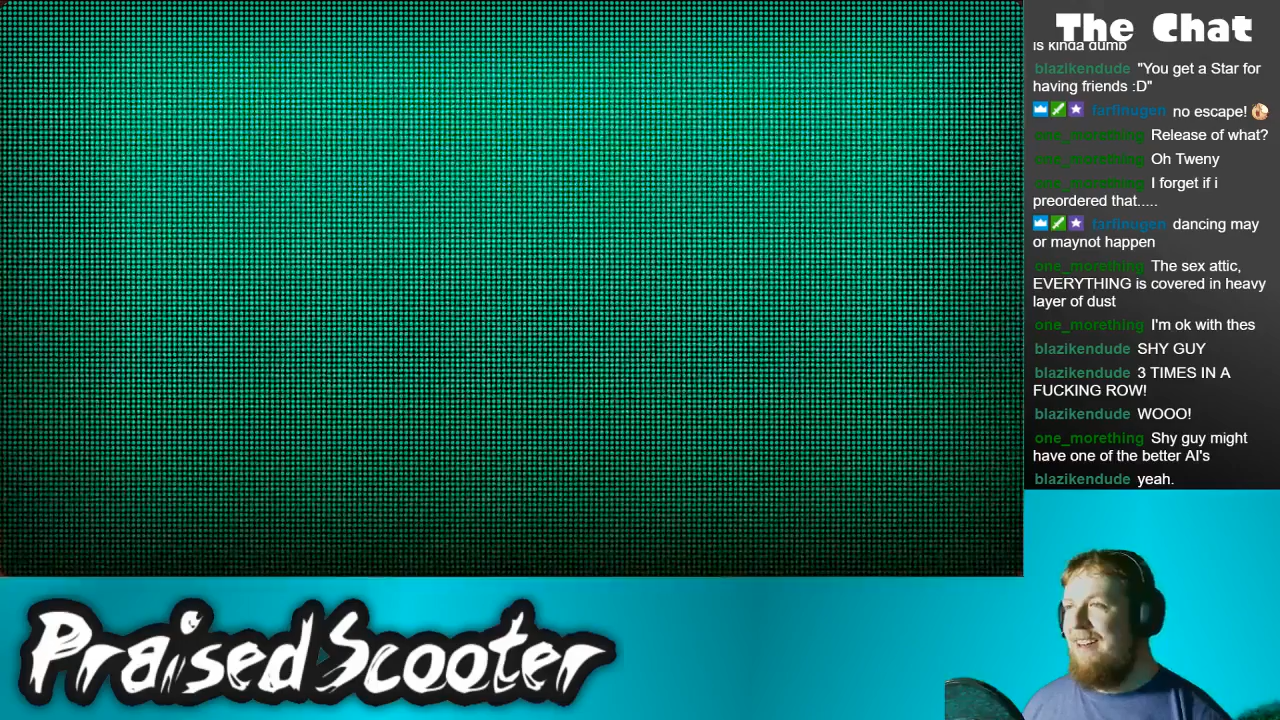 The Chat
is kinda dumb
blazikendude "You get a Star for
having friends :D"
farfinugen no escape!
one_morething Release of what?
one_morething Oh Tweny
one_morething I forget if i
preordered that.....
farfinugen dancing may
or maynot happen
one_morething The sex attic,
EVERYTHING is covered in heavy
layer of dust
one_morething I'm ok with thes
blazikendude SHY GUY
blazikendude 3 TIMES IN A
FUCKING ROW!
blazikendude WOOO!
one_morething Shy guy might
have one of the better AI's
blazikendude yeah.
PraisedScooter